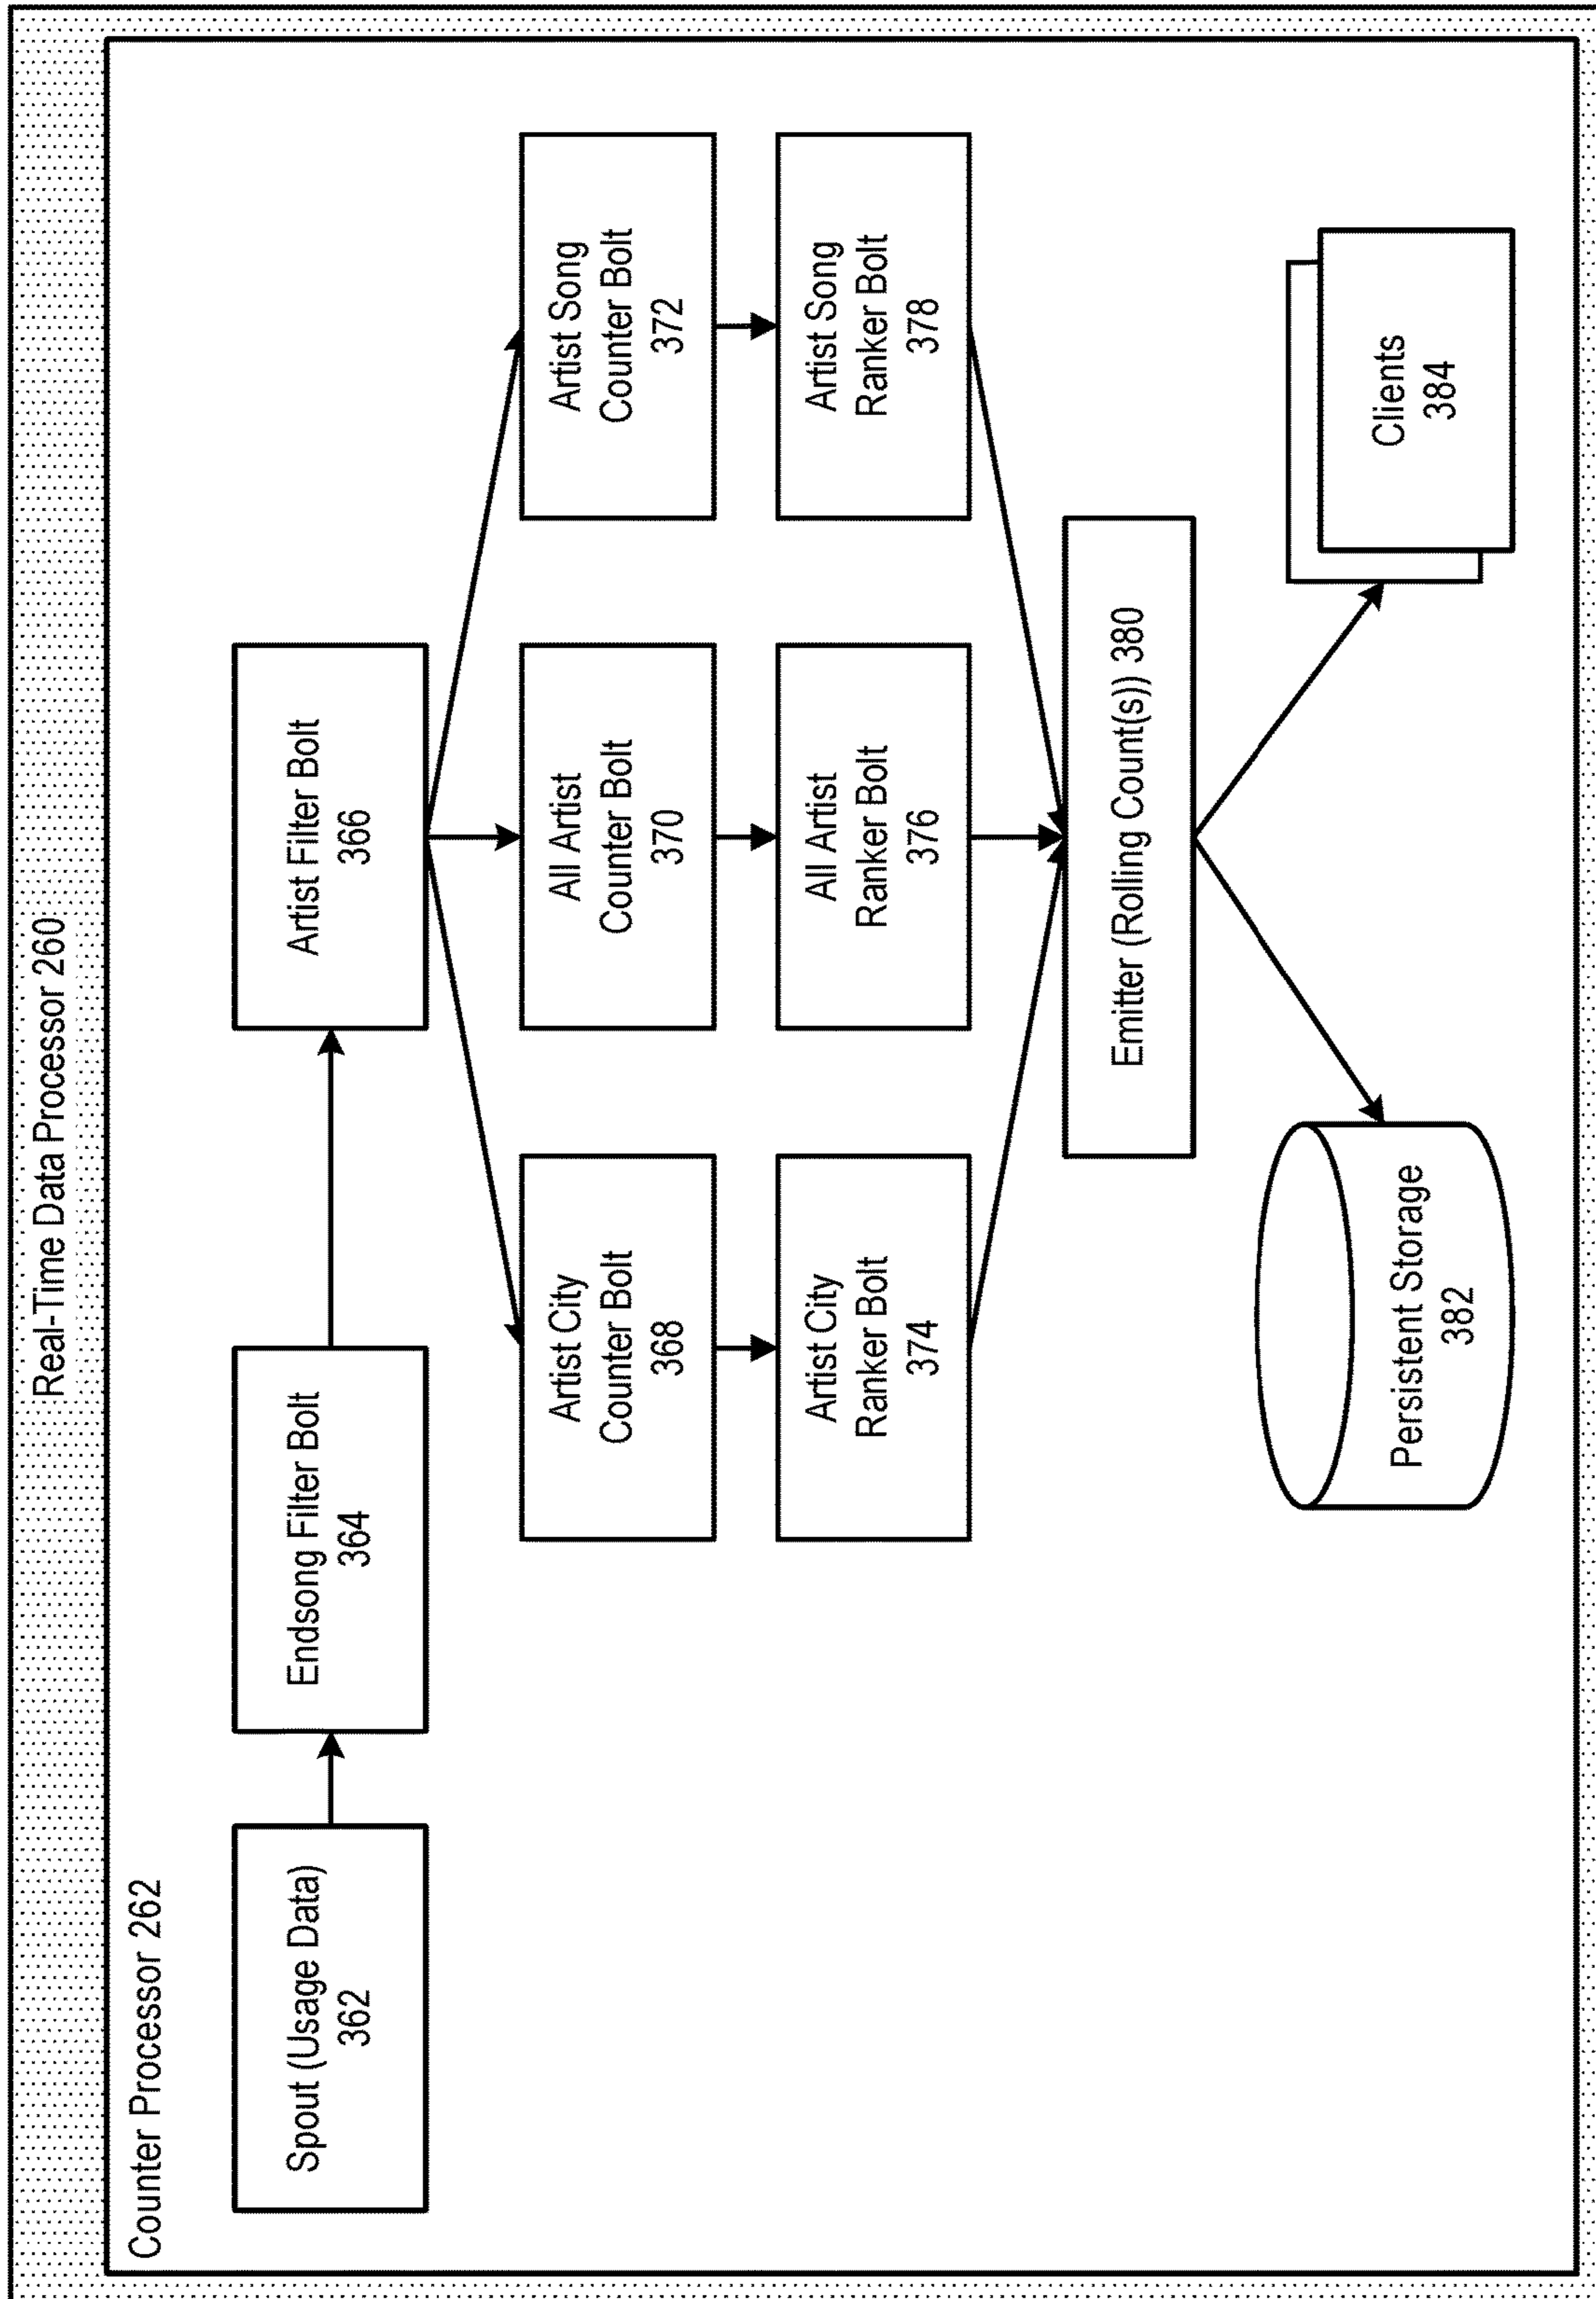 Real-Time Data Processor 260
Counter Processor 262
Spout (Usage Data)
362
Endsong Filter Bolt
364
Artist Filter Bolt
366
Artist City
Counter Bolt
368
All Artist
Counter Bolt
370
Artist Song
Counter Bolt
372
Artist City
Ranker Bolt
374
All Artist
Ranker Bolt
376
Artist Song
Ranker Bolt
378
Emitter (Rolling Count(s)) 380
Persistent Storage
382
Clients
384